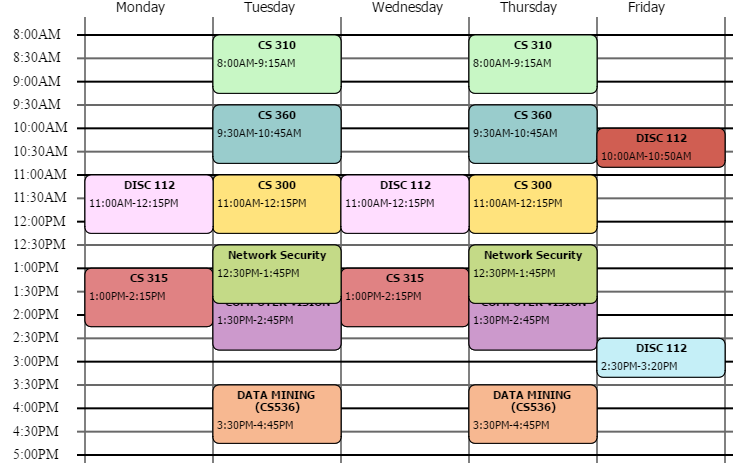 Monday Tuesday Wednesday Thursday Friday
8:00AM
8:30AM
9:00AM
9:30AM
10:00AM
10:30AM
11:00AM
11:30AM
12:00PM
12:30PM
1:00PM
1:30PM
2:00PM
2:30PM
3:00PM
3:30PM
4:00PM
4:30PM
5:00PM
DISC 112
11:00AM-12:15PM
CS 315
1:00PM-2:15PM
CS 310
8:00AM-9:15AM
CS 360
9:30AM-10:45AM
CS 300
11:00AM-12:15PM
Network Security
12:30PM-1:45PM
COMPUTER VISION
1:30PM-2:45PM
DATA MINING
(CS536)
3:30PM-4:45PM
DISC 112
11:00AM-12:15PM
CS 315
1:00PM-2:15PM
CS 310
8:00AM-9:15AM
CS 360
9:30AM-10:45AM
CS 300
11:00AM-12:15PM
Network Security
12:30PM-1:45PM
COMPUTER VISION
1:30PM-2:45PM
DATA MINING
(CS536)
3:30PM-4:45PM
DISC 112
10:00AM-10:50AM
DISC 112
2:30PM-3:20PM